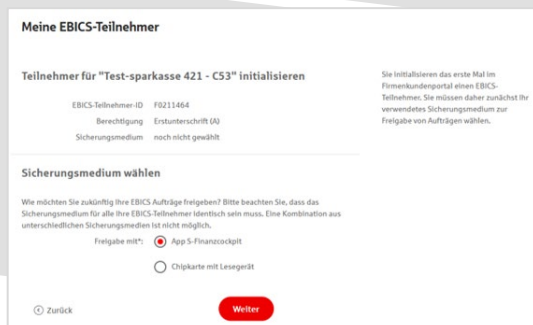 Meine EBICS-Teilnehmer
Teilnehmer für "Test-sparkasse 421 - C53" initialisieren
EBICS-Teilnehmer-ID F0211464
Berechtigung Erstunterschrift (A)
Sicherungsmedium noch nicht gewählt
Sie initialisieren das erste Mal im
Firmenkundenportal einen EBICS-
Teilnehmer. Sie müssen daher zunächst Ihr
verwendetes Sicherungsmedium zur
Freigabe von Aufträgen wählen.
Sicherungsmedium wählen
Wie möchten Sie zukünftig Ihre EBICS Aufträge freigeben? Bitte beachten Sie, dass das
Sicherungsmedium für alle Ihre EBICS-Teilnehmer identisch sein muss. Eine Kombination aus
unterschiedlichen Sicherungsmedien ist nicht möglich.
Freigabe mit*: App S-Finanzcockpit
Chipkarte mit Lesegerät
Zurück
Weiter